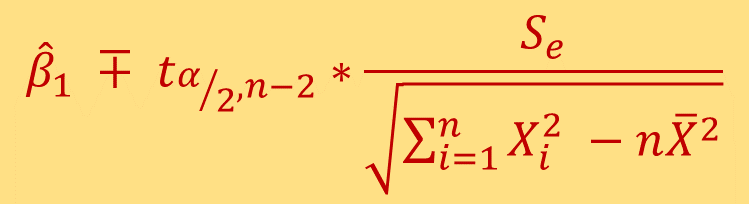 β̂₁ ∓ t_{α/2,n−2} * S_e / √(∑_{i=1}^{n} X_i² − nX̄²)